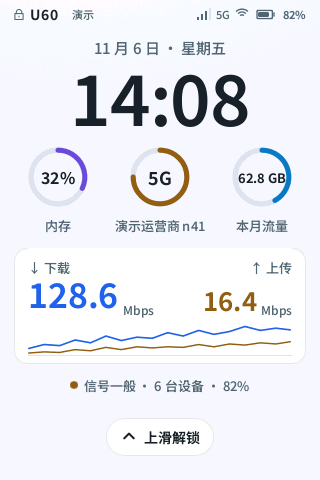 U60 演示 5G 82%
11 月 6 日 · 星期五
14:08
32% 5G 62.8 GB
内存 演示运营商 n41 本月流量
↓ 下载 ↑ 上传
128.6 Mbps 16.4 Mbps
信号一般 · 6 台设备 · 82%
上滑解锁